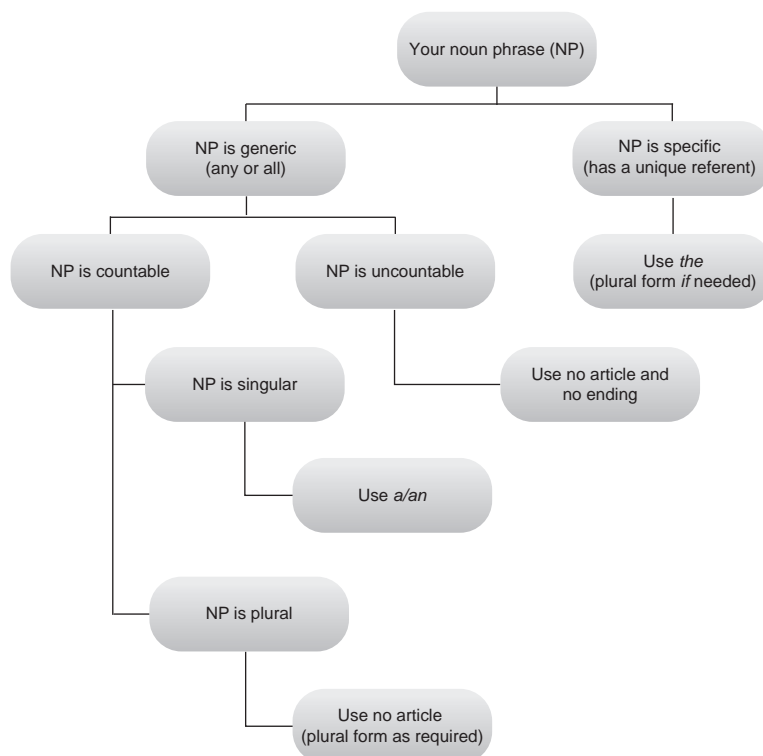 Your noun phrase (NP)
NP is generic
(any or all)
NP is specific
(has a unique referent)
NP is countable
NP is uncountable
Use the
(plural form if needed)
NP is singular
Use no article and
no ending
Use a/an
NP is plural
Use no article
(plural form as required)